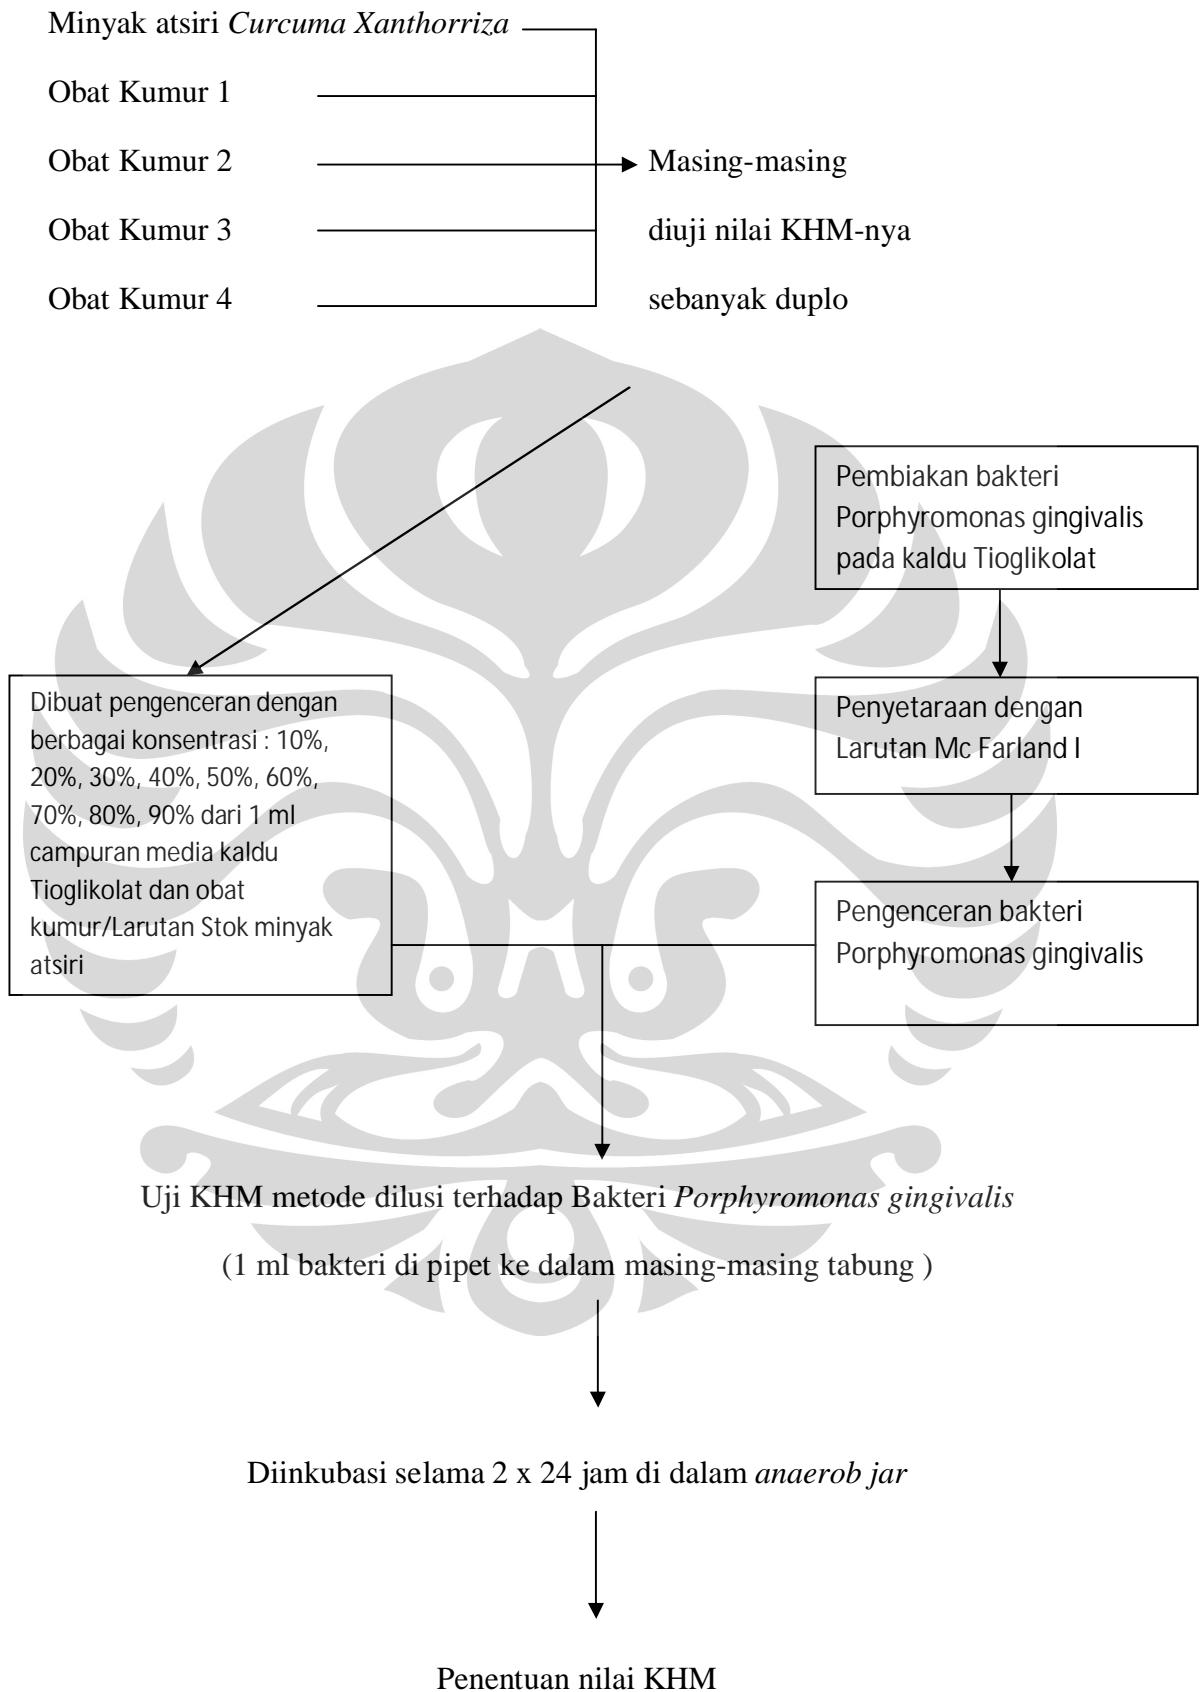 Minyak atsiri Curcuma Xanthorriza
Obat Kumur 1
Obat Kumur 2
Masing-masing
Obat Kumur 3
diuji nilai KHM-nya
Obat Kumur 4
sebanyak duplo
Pembiakan bakteri
Porphyromonas gingivalis
pada kaldu Tioglikolat
Dibuat pengenceran dengan
berbagai konsentrasi : 10%,
20%, 30%, 40%, 50%, 60%,
70%, 80%, 90% dari 1 ml
campuran media kaldu
Tioglikolat dan obat
kumur/Larutan Stok minyak
atsiri
Penyetaraan dengan
Larutan Mc Farland I
Pengenceran bakteri
Porphyromonas gingivalis
Uji KHM metode dilusi terhadap Bakteri Porphyromonas gingivalis
(1 ml bakteri di pipet ke dalam masing-masing tabung )
Diinkubasi selama 2 x 24 jam di dalam anaerob jar
Penentuan nilai KHM